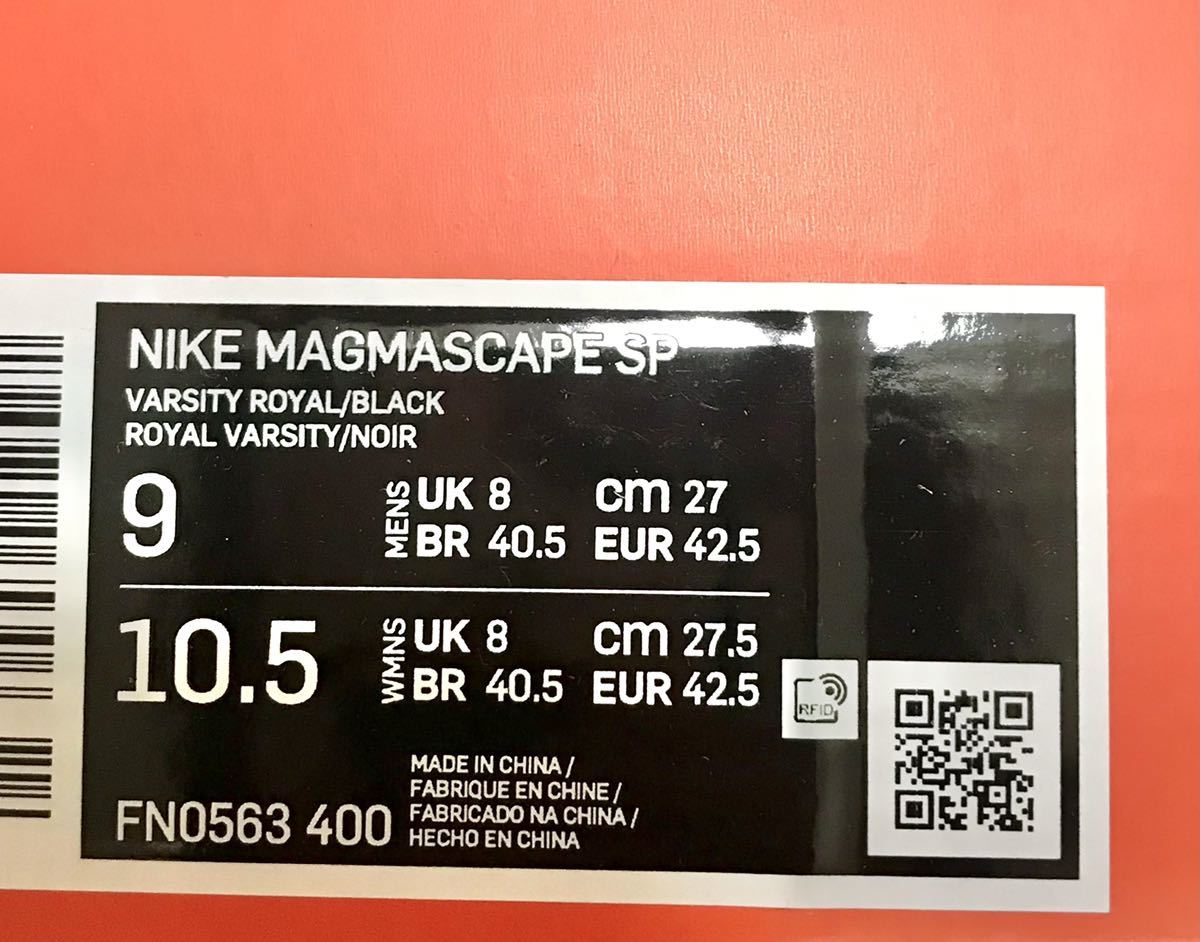 NIKE MAGMASCAPE SP
VARSITY ROYAL/BLACK
ROYAL VARSITY/NOIR
9
MENS
UK 8 cm 27
BR 40.5 EUR 42.5
10.5
WMNS
UK 8 cm 27.5
BR 40.5 EUR 42.5
RFID
FN0563 400
MADE IN CHINA /
FABRIQUE EN CHINE /
FABRICADO NA CHINA /
HECHO EN CHINA